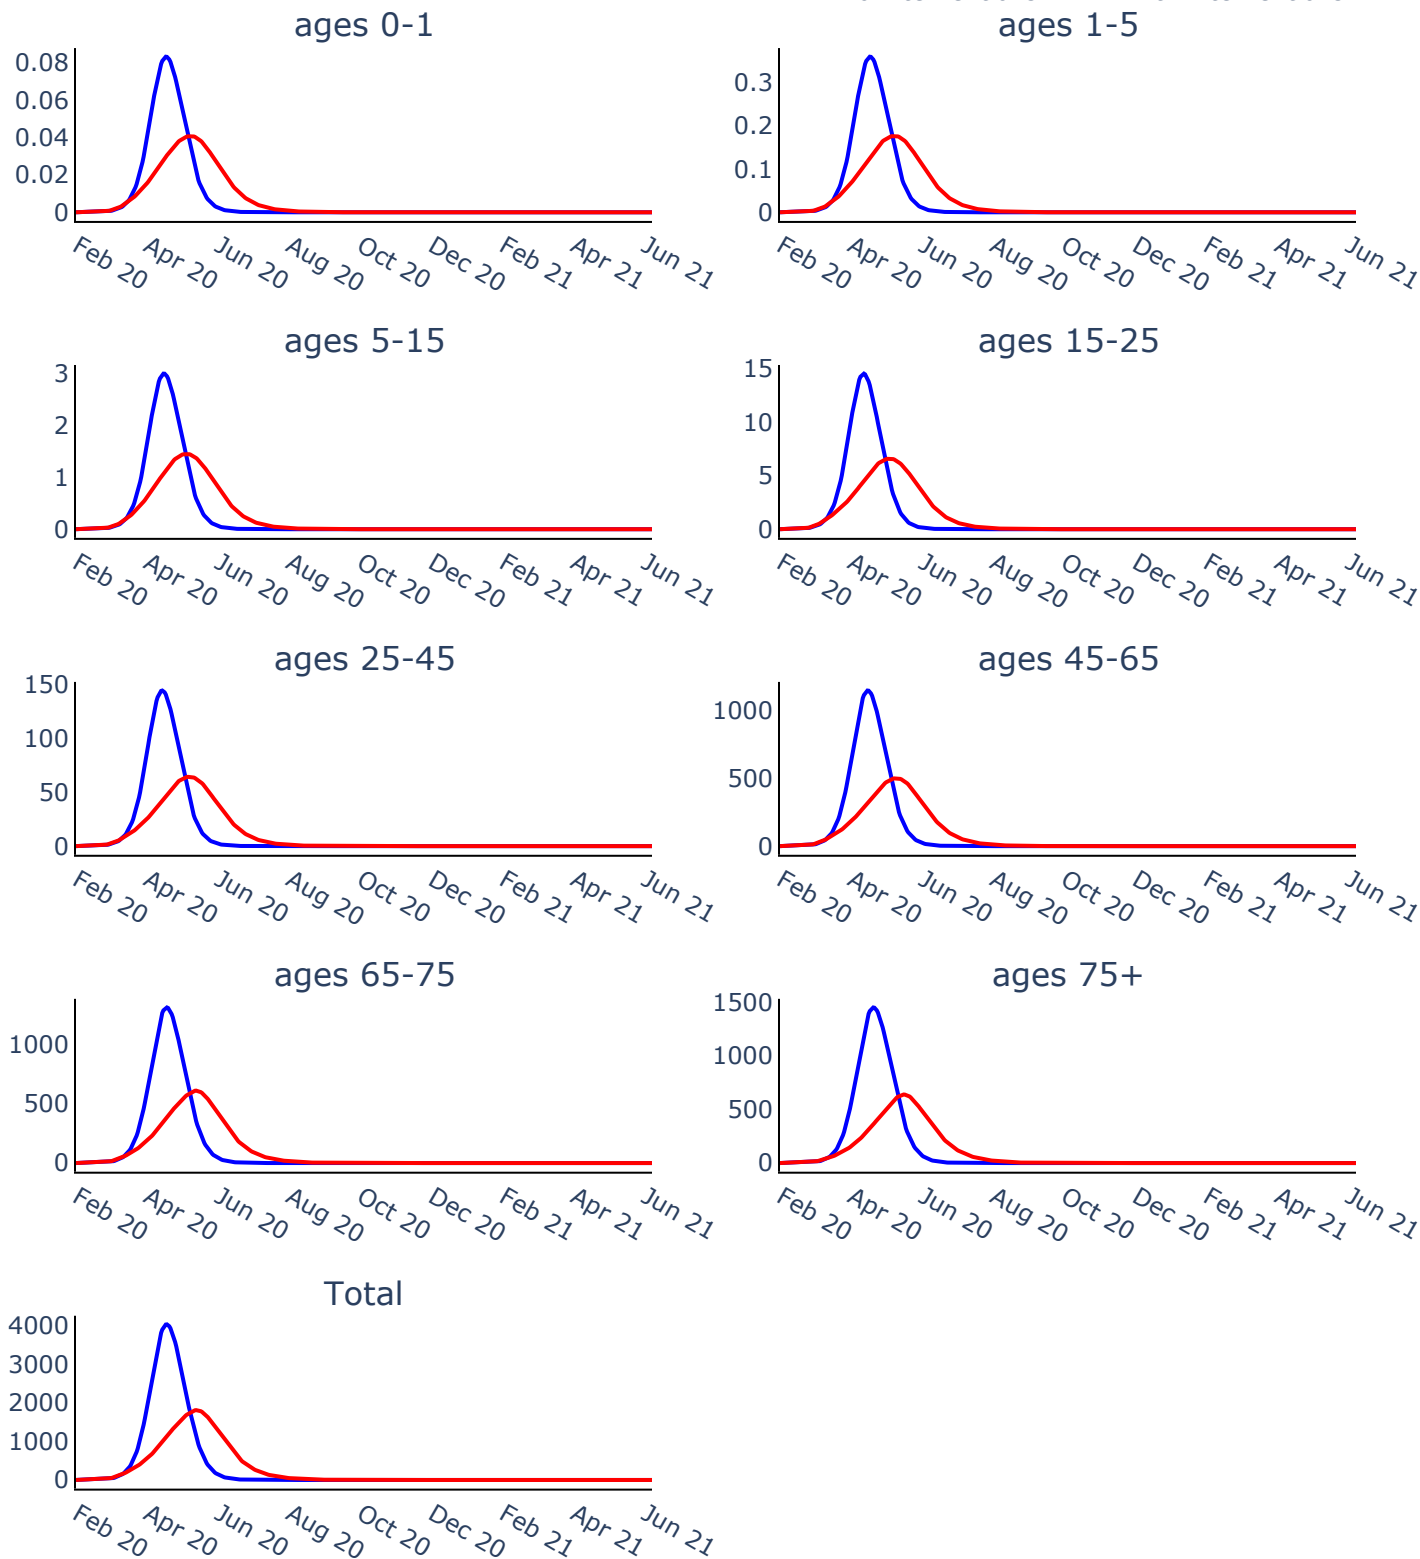 ages 0-1
0.08
0.06
0.04
0.02
0
Feb 20 Apr 20 Jun 20 Aug 20 Oct 20 Dec 20 Feb 21 Apr 21 Jun 21
ages 1-5
0.3
0.2
0.1
0
Feb 20 Apr 20 Jun 20 Aug 20 Oct 20 Dec 20 Feb 21 Apr 21 Jun 21
ages 5-15
3
2
1
0
Feb 20 Apr 20 Jun 20 Aug 20 Oct 20 Dec 20 Feb 21 Apr 21 Jun 21
ages 15-25
15
10
5
0
Feb 20 Apr 20 Jun 20 Aug 20 Oct 20 Dec 20 Feb 21 Apr 21 Jun 21
ages 25-45
150
100
50
0
Feb 20 Apr 20 Jun 20 Aug 20 Oct 20 Dec 20 Feb 21 Apr 21 Jun 21
ages 45-65
1000
500
0
Feb 20 Apr 20 Jun 20 Aug 20 Oct 20 Dec 20 Feb 21 Apr 21 Jun 21
ages 65-75
1000
500
0
Feb 20 Apr 20 Jun 20 Aug 20 Oct 20 Dec 20 Feb 21 Apr 21 Jun 21
ages 75+
1500
1000
500
0
Feb 20 Apr 20 Jun 20 Aug 20 Oct 20 Dec 20 Feb 21 Apr 21 Jun 21
Total
4000
3000
2000
1000
0
Feb 20 Apr 20 Jun 20 Aug 20 Oct 20 Dec 20 Feb 21 Apr 21 Jun 21